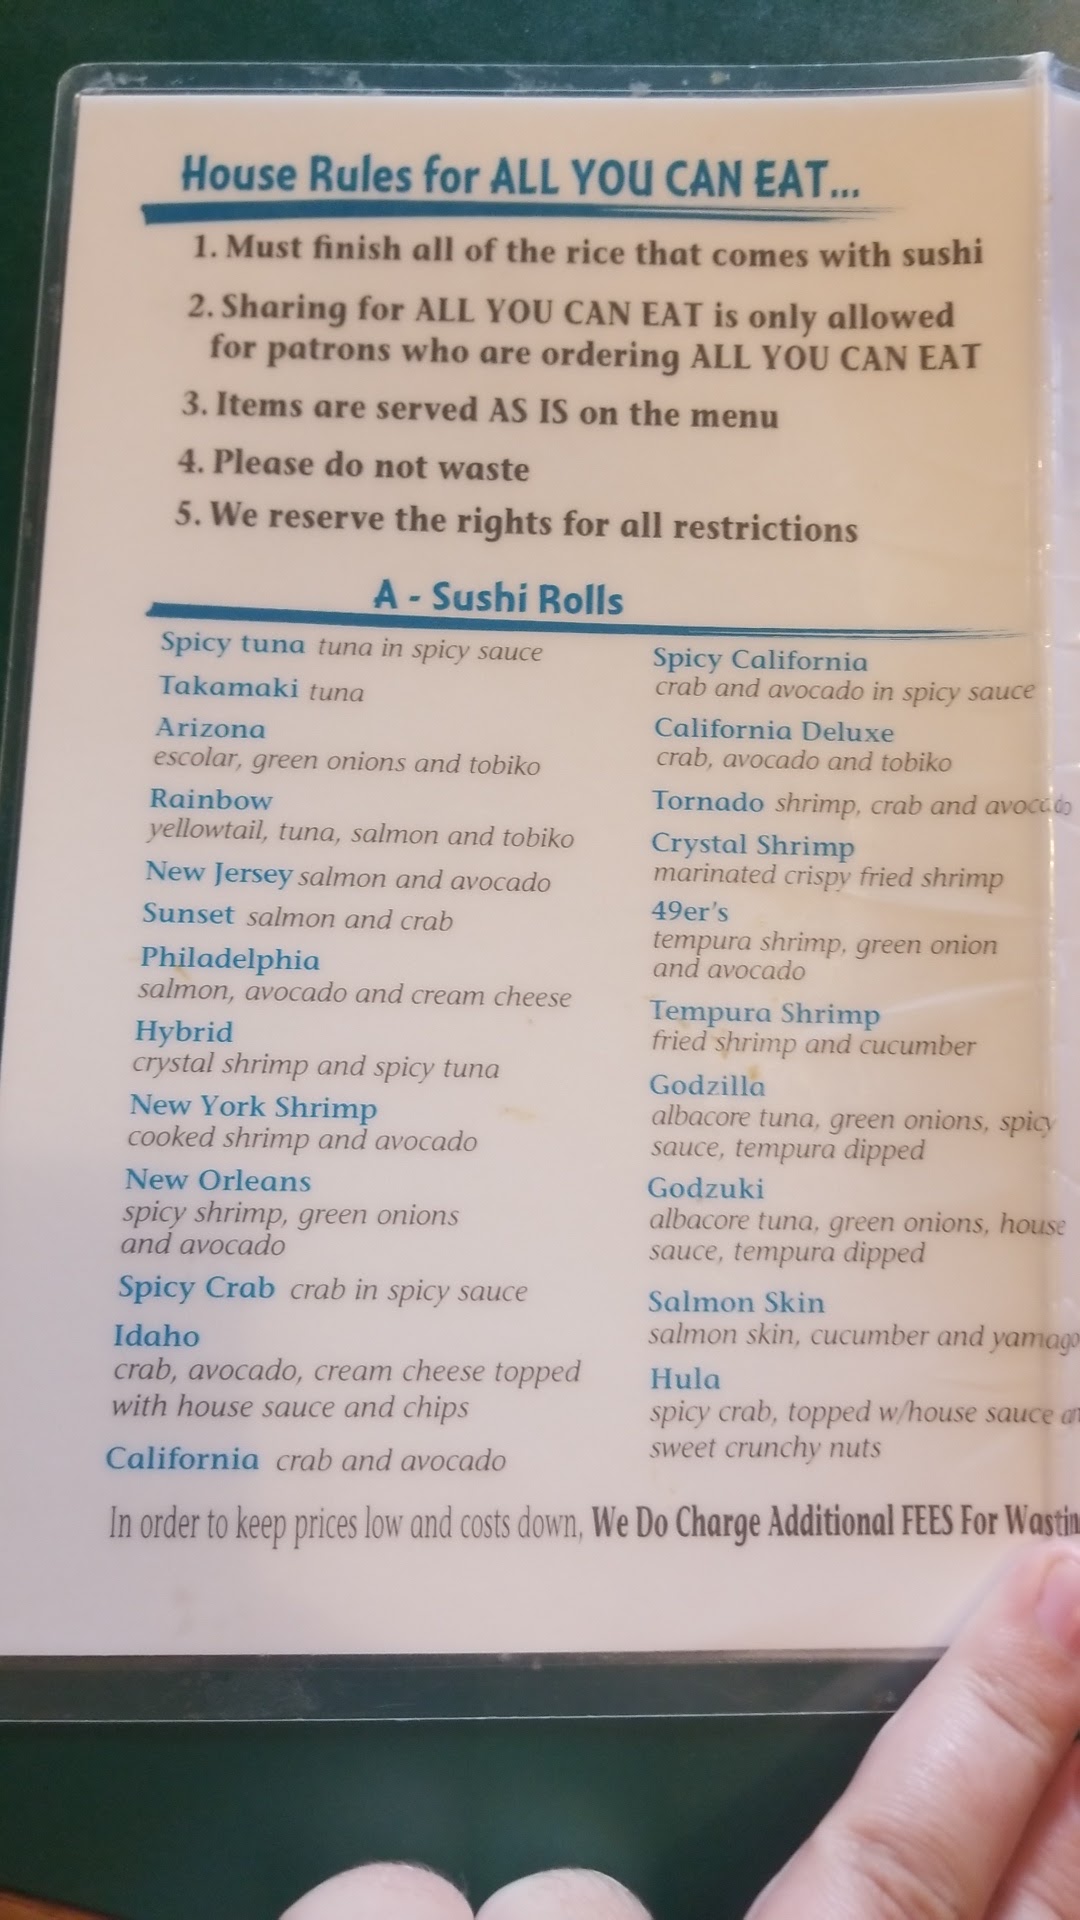 House Rules for ALL YOU CAN EAT...
1. Must finish all of the rice that comes with sushi
2. Sharing for ALL YOU CAN EAT is only allowed
for patrons who are ordering ALL YOU CAN EAT
3. Items are served AS IS on the menu
4. Please do not waste
5. We reserve the rights for all restrictions
A - Sushi Rolls
Spicy tuna tuna in spicy sauce
Takamaki tuna
Arizona
escolar, green onions and tobiko
Rainbow
yellowtail, tuna, salmon and tobiko
New Jersey salmon and avocado
Sunset salmon and crab
Philadelphia
salmon, avocado and cream cheese
Hybrid
crystal shrimp and spicy tuna
New York Shrimp
cooked shrimp and avocado
New Orleans
spicy shrimp, green onions
and avocado
Spicy Crab crab in spicy sauce
Idaho
crab, avocado, cream cheese topped
with house sauce and chips
California crab and avocado
Spicy California
crab and avocado in spicy sauce
California Deluxe
crab, avocado and tobiko
Tornado shrimp, crab and avocado
Crystal Shrimp
marinated crispy fried shrimp
49er's
tempura shrimp, green onion
and avocado
Tempura Shrimp
fried shrimp and cucumber
Godzilla
albacore tuna, green onions, spicy
sauce, tempura dipped
Godzuki
albacore tuna, green onions, house
sauce, tempura dipped
Salmon Skin
salmon skin, cucumber and yamago
Hula
spicy crab, topped w/house sauce
sweet crunchy nuts
In order to keep prices low and costs down, We Do Charge Additional FEES For